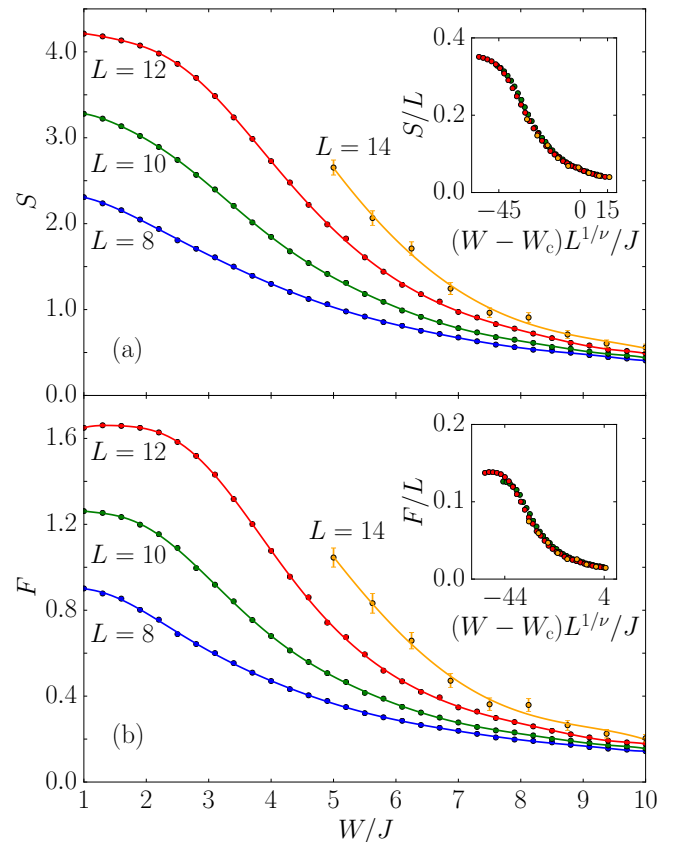 4.0
3.0
2.0
1.0
0.0
S
L = 12
L = 10
L = 8
L = 14
(a)
0.4
0.2
0.0
S/L
−45 0 15
(W − W_c)L^{1/ν}/J
1.6
1.2
0.8
0.4
0.0
F
L = 12
L = 10
L = 8
L = 14
(b)
0.2
0.1
0.0
F/L
−44 4
(W − W_c)L^{1/ν}/J
1 2 3 4 5 6 7 8 9 10
W/J